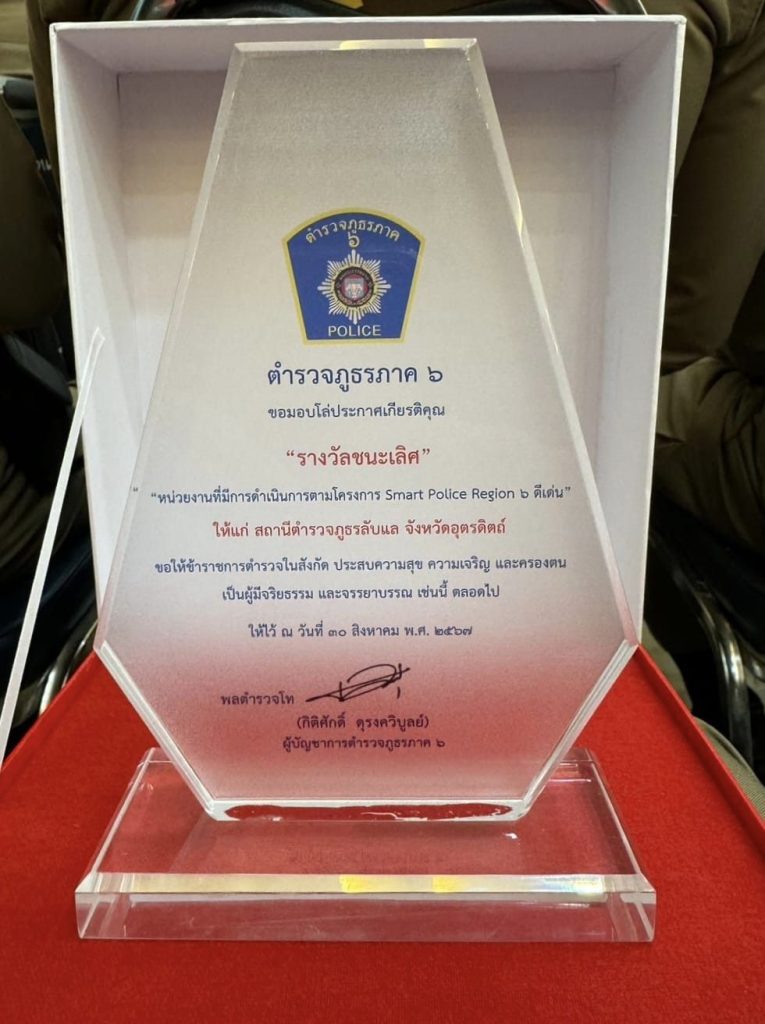 ตำรวจภูธรภาค
๖
POLICE
ตำรวจภูธรภาค ๖
ขอมอบโล่ประกาศเกียรติคุณ
“รางวัลชนะเลิศ”
“หน่วยงานที่มีการดำเนินการตามโครงการ Smart Police Region ๖ ดีเด่น”
ให้แก่ สถานีตำรวจภูธรลับแล จังหวัดอุตรดิตถ์
ขอให้ข้าราชการตำรวจในสังกัด ประสบความสุข ความเจริญ และครองตน
เป็นผู้มีจริยธรรม และจรรยาบรรณ เช่นนี้ ตลอดไป
ให้ไว้ ณ วันที่ ๓๐ สิงหาคม พ.ศ. ๒๕๖๗
พลตำรวจโท
(กิติศักดิ์ ดุรงควิบูลย์)
ผู้บัญชาการตำรวจภูธรภาค ๖